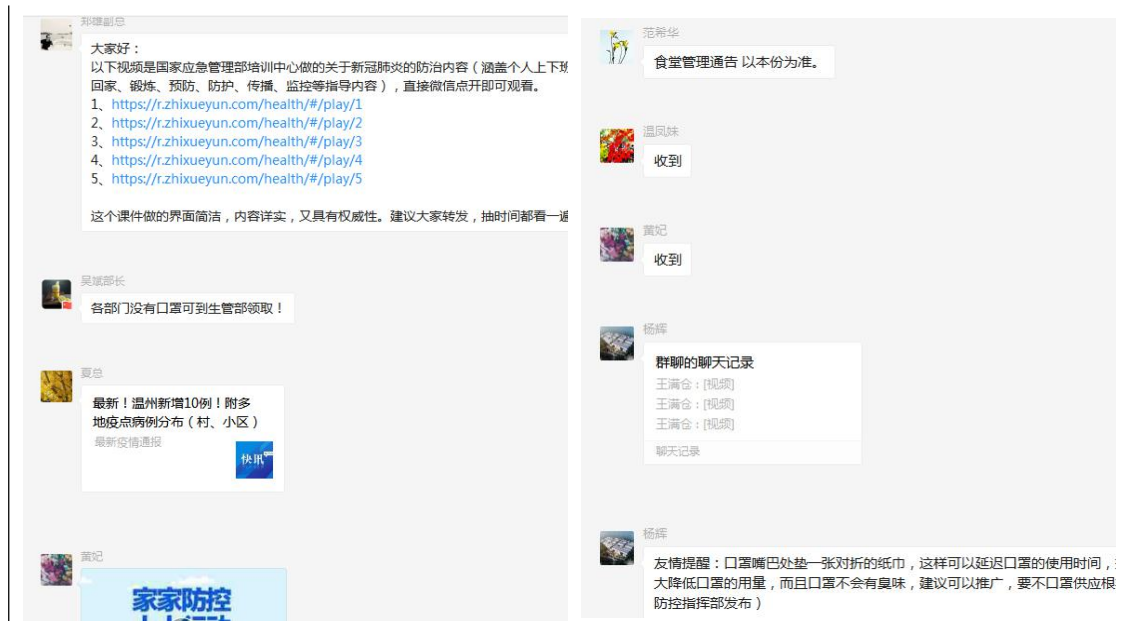 郑雄副总
大家好：
以下视频是国家应急管理部培训中心做的关于新冠肺炎的防治内容（涵盖个人上下班
回家、锻炼、预防、防护、传播、监控等指导内容），直接微信点开即可观看。
1、https://r.zhixueyun.com/health/#/play/1
2、https://r.zhixueyun.com/health/#/play/2
3、https://r.zhixueyun.com/health/#/play/3
4、https://r.zhixueyun.com/health/#/play/4
5、https://r.zhixueyun.com/health/#/play/5
这个课件做的界面简洁，内容详实，又具有权威性。建议大家转发，抽时间都看一遍
吴斌部长
各部门没有口罩可到生管部领取！
夏总
最新！温州新增10例！附多
地疫点病例分布（村、小区）
最新疫情通报
快讯
黄妃
家家防控
范希华
食堂管理通告 以本份为准。
温凤妹
收到
黄妃
收到
杨辉
群聊的聊天记录
王满仓：[视频]
王满仓：[视频]
王满仓：[视频]
聊天记录
杨辉
友情提醒：口罩嘴巴处垫一张对折的纸巾，这样可以延迟口罩的使用时间，
大降低口罩的用量，而且口罩不会有臭味，建议可以推广，要不口罩供应根
防控指挥部发布）